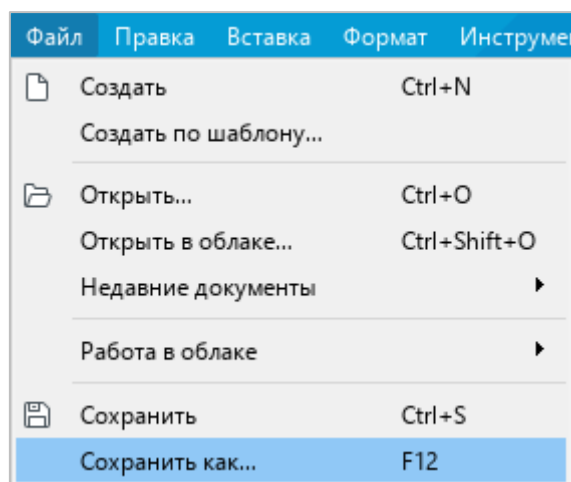 Файл Правка Вставка Формат Инструме
Создать Ctrl+N
Создать по шаблону...
Открыть... Ctrl+O
Открыть в облаке... Ctrl+Shift+O
Недавние документы
Работа в облаке
Сохранить Ctrl+S
Сохранить как... F12